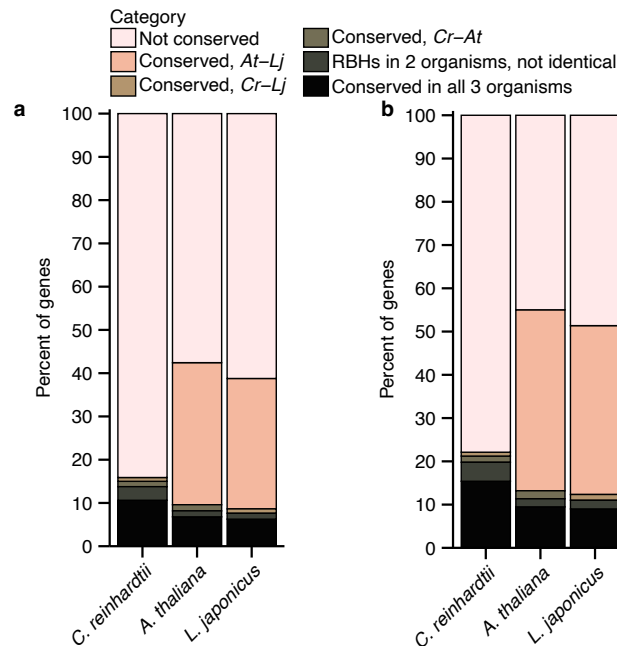 Category
Not conserved
Conserved, At–Lj
Conserved, Cr–Lj
Conserved, Cr–At
RBHs in 2 organisms, not identical
Conserved in all 3 organisms
a
Percent of genes
100
90
80
70
60
50
40
30
20
10
0
C. reinhardtii
A. thaliana
L. japonicus
b
Percent of genes
100
90
80
70
60
50
40
30
20
10
0
C. reinhardtii
A. thaliana
L. japonicus